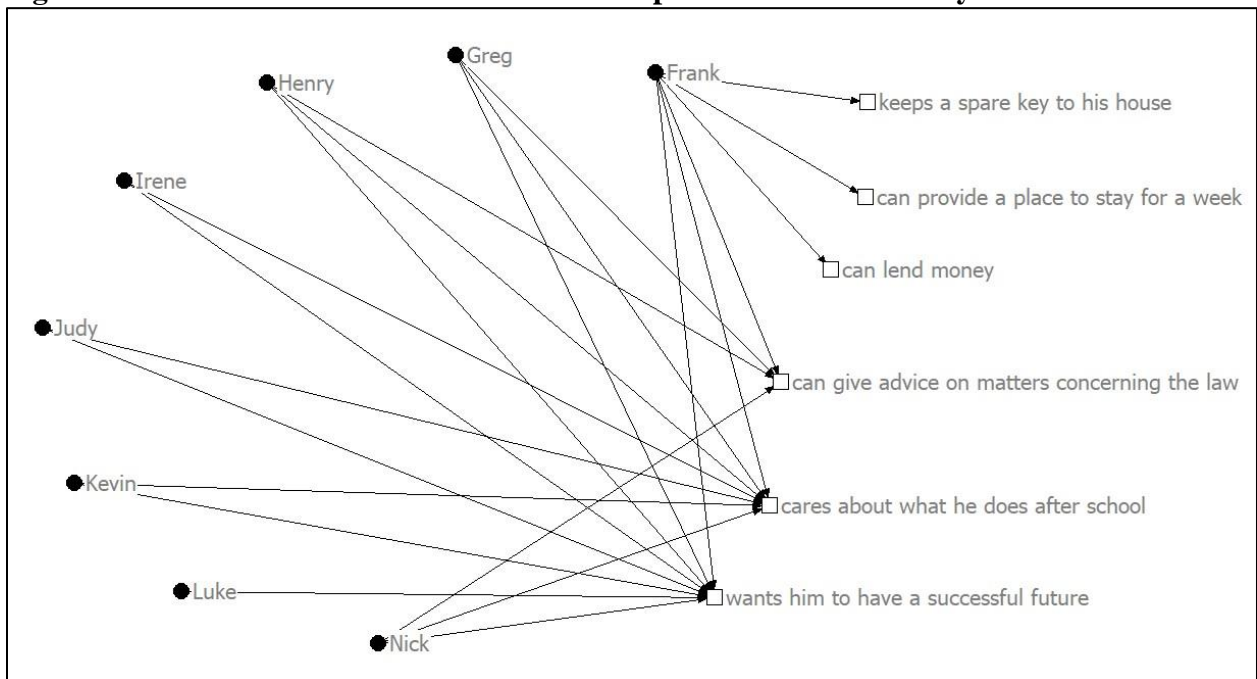 Greg
Frank
Henry
keeps a spare key to his house
Irene
can provide a place to stay for a week
can lend money
Judy
can give advice on matters concerning the law
Kevin
cares about what he does after school
Luke
wants him to have a successful future
Nick